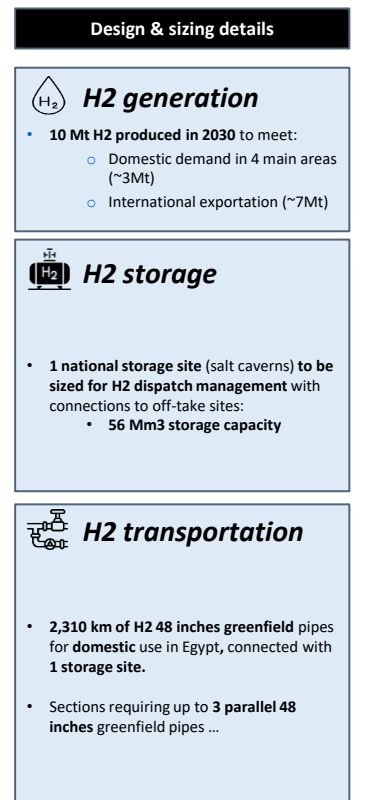 Design & sizing details
H₂
H2 generation
• 10 Mt H2 produced in 2030 to meet:
o Domestic demand in 4 main areas
(~3Mt)
o International exportation (~7Mt)
H2
H2 storage
• 1 national storage site (salt caverns) to be
sized for H2 dispatch management with
connections to off-take sites:
• 56 Mm3 storage capacity
H2 transportation
• 2,310 km of H2 48 inches greenfield pipes
for domestic use in Egypt, connected with
1 storage site.
• Sections requiring up to 3 parallel 48
inches greenfield pipes ...